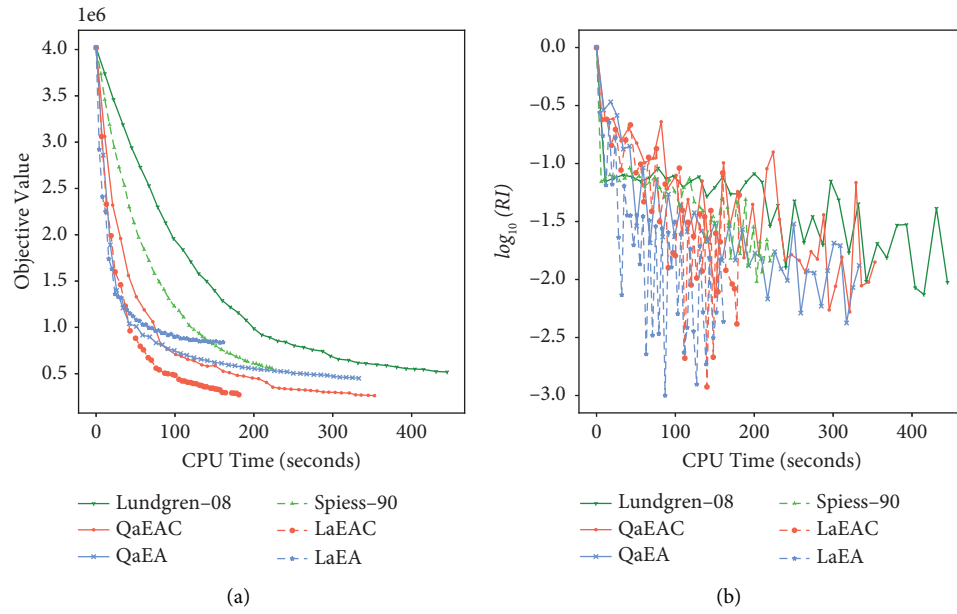 1e6
4.0
3.5
3.0
2.5
2.0
1.5
1.0
0.5
Objective Value
0 100 200 300 400
CPU Time (seconds)
Lundgren–08
QaEAC
QaEA
Spiess–90
LaEAC
LaEA
(a)
0.0
−0.5
−1.0
−1.5
−2.0
−2.5
−3.0
log₁₀ (RI)
0 100 200 300 400
CPU Time (seconds)
Lundgren–08
QaEAC
QaEA
Spiess–90
LaEAC
LaEA
(b)